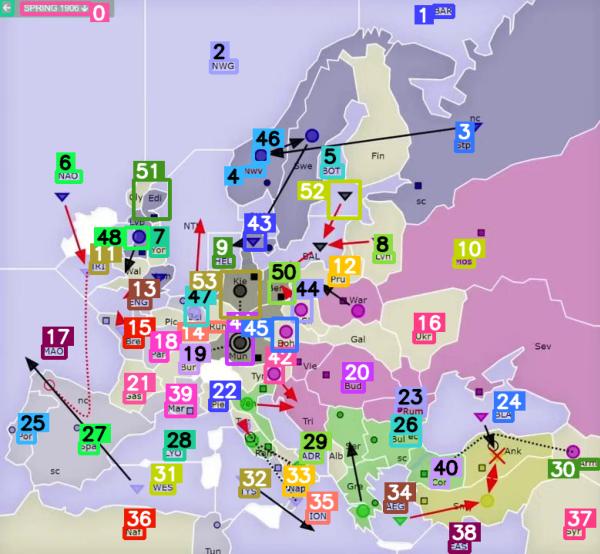 SPRING 1906
0
1 BAR
2
NWG
46
nc
3
Stp
4 Nwy
Swe
5
BOT
Fin
6
NAO
51
Cly Edi
sc
52
43
NTH
48 Lvp
7
Yor
9
HEL
8
Lvn
BAL
11
IRI
Wal
10
Mos
12
Pru
13
ENG
53
Kie
50
Ber
44
47
Bel
War
15
Bre
Pic
14
Ruh
45
Boh
16
Ukr
17
MAO
18
Par
19
Bur
Mun
Sev
42
Tyr
Vie
20
Bud
21
Gas
39
Mar
22
Pie
Ven
Tri
23
Rum
24
BLA
nc
25
Por
27
Spa
28
LYO
29
ADR
Alb
Ser
26
Bul ec
Ank
30
Arm
sc
31
WES
32
TYS
33
Nap
40
Con
Smy
Gre
34
AEG
35
ION
36
Naf
Tun
37
Syr
38
EAS